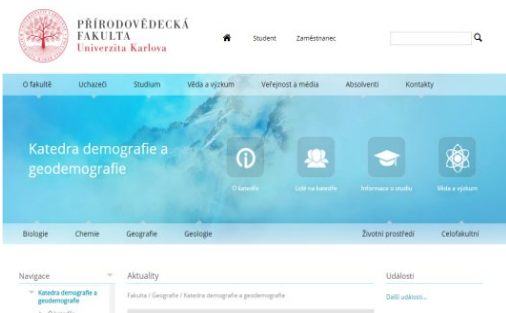 PŘÍRODOVĚDECKÁ
FAKULTA
Univerzita Karlova
Student
Zaměstnanec
O fakultě
Uchazeči
Studium
Věda a výzkum
Veřejnost a média
Absolventi
Kontakty
Katedra demografie a
geodemografie
O katedře
Lidé na katedře
Informace o studiu
Věda a výzkum
Biologie
Chemie
Geografie
Geologie
Životní prostředí
Celofakultní
Navigace
Aktuality
Události
Katedra demografie a
geodemografie
Fakulta / Geografie / Katedra demografie a geodemografie
Další události...